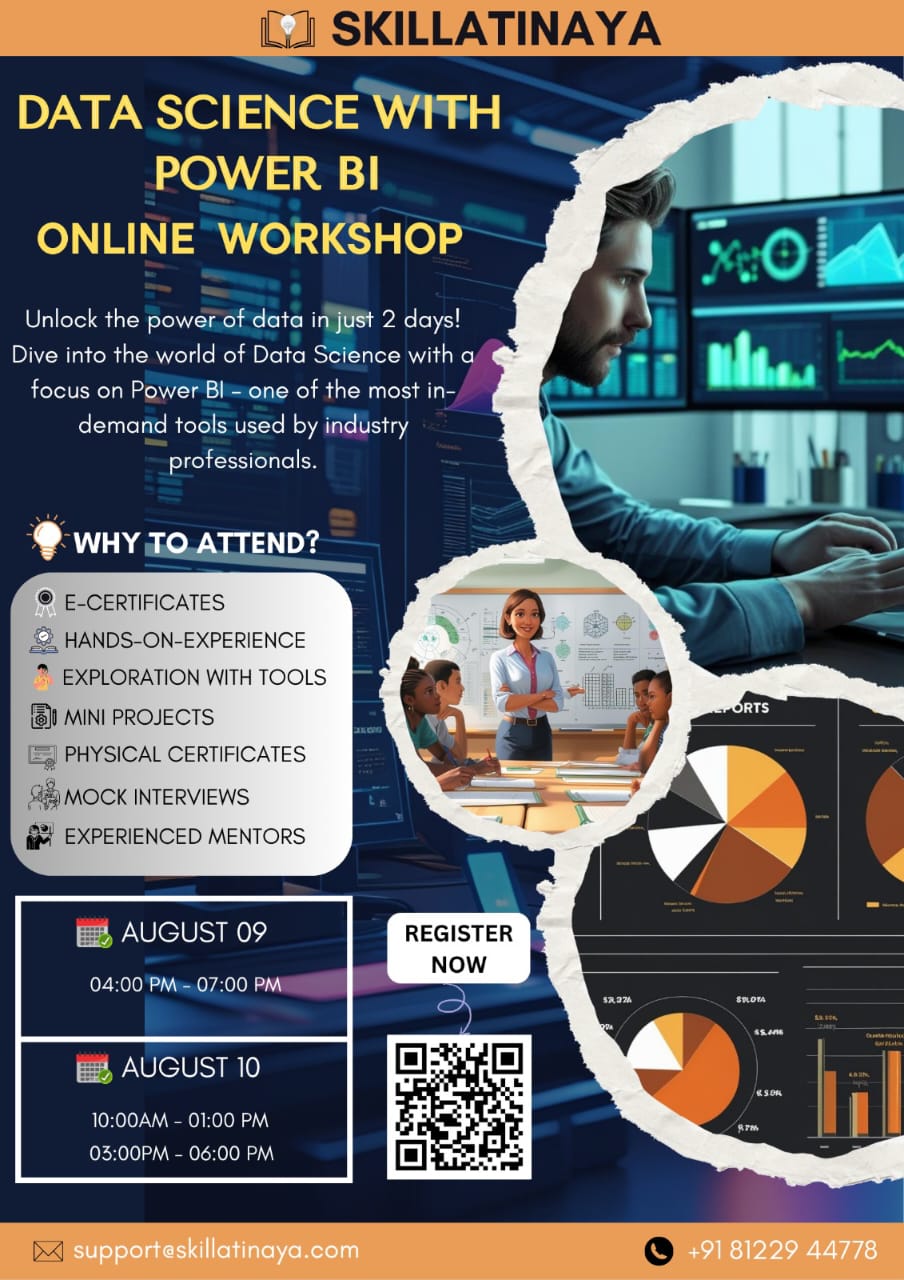 SKILLATINAYA
DATA SCIENCE WITH
POWER BI
ONLINE WORKSHOP
Unlock the power of data in just 2 days!
Dive into the world of Data Science with a
focus on Power BI – one of the most in-
demand tools used by industry
professionals.
WHY TO ATTEND?
E-CERTIFICATES
HANDS-ON-EXPERIENCE
EXPLORATION WITH TOOLS
MINI PROJECTS
PHYSICAL CERTIFICATES
MOCK INTERVIEWS
EXPERIENCED MENTORS
AUGUST 09
04:00 PM – 07:00 PM
AUGUST 10
10:00AM – 01:00 PM
03:00PM – 06:00 PM
REGISTER
NOW
support@skillatinaya.com
+91 81229 44778